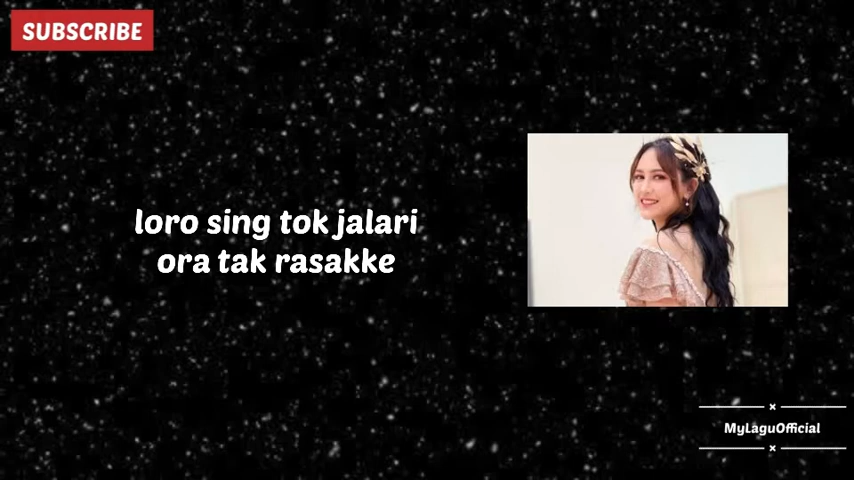 SUBSCRIBE
loro sing tok jalari
ora tak rasakke
MyLaguOfficial